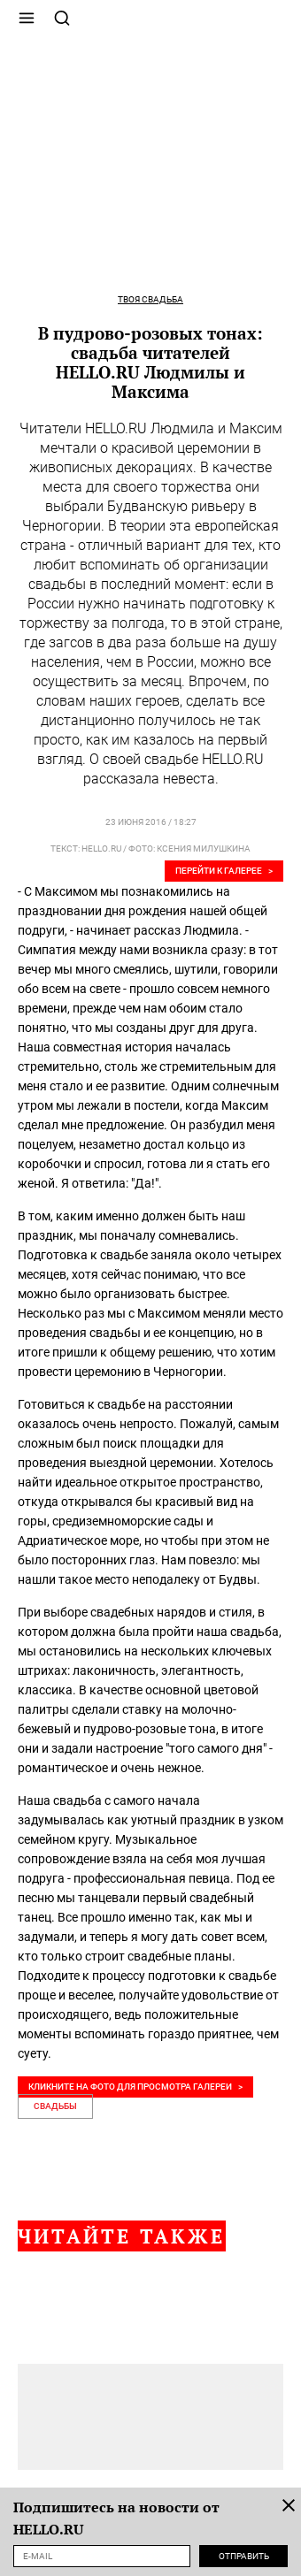 ТВОЯ СВАДЬБА
В пудрово-розовых тонах:
свадьба читателей
HELLO.RU Людмилы и
Максима
Читатели HELLO.RU Людмила и Максим
мечтали о красивой церемонии в
живописных декорациях. В качестве
места для своего торжества они
выбрали Будванскую ривьеру в
Черногории. В теории эта европейская
страна - отличный вариант для тех, кто
любит вспоминать об организации
свадьбы в последний момент: если в
России нужно начинать подготовку к
торжеству за полгода, то в этой стране,
где загсов в два раза больше на душу
населения, чем в России, можно все
осуществить за месяц. Впрочем, по
словам наших героев, сделать все
дистанционно получилось не так
просто, как им казалось на первый
взгляд. О своей свадьбе HELLO.RU
рассказала невеста.
23 ИЮНЯ 2016 / 18:27
ТЕКСТ: HELLO.RU / ФОТО: КСЕНИЯ МИЛУШКИНА
ПЕРЕЙТИ К ГАЛЕРЕЕ >
- С Максимом мы познакомились на
праздновании дня рождения нашей общей
подруги, - начинает рассказ Людмила. -
Симпатия между нами возникла сразу: в тот
вечер мы много смеялись, шутили, говорили
обо всем на свете - прошло совсем немного
времени, прежде чем нам обоим стало
понятно, что мы созданы друг для друга.
Наша совместная история началась
стремительно, столь же стремительным для
меня стало и ее развитие. Одним солнечным
утром мы лежали в постели, когда Максим
сделал мне предложение. Он разбудил меня
поцелуем, незаметно достал кольцо из
коробочки и спросил, готова ли я стать его
женой. Я ответила: "Да!".
В том, каким именно должен быть наш
праздник, мы поначалу сомневались.
Подготовка к свадьбе заняла около четырех
месяцев, хотя сейчас понимаю, что все
можно было организовать быстрее.
Несколько раз мы с Максимом меняли место
проведения свадьбы и ее концепцию, но в
итоге пришли к общему решению, что хотим
провести церемонию в Черногории.
Готовиться к свадьбе на расстоянии
оказалось очень непросто. Пожалуй, самым
сложным был поиск площадки для
проведения выездной церемонии. Хотелось
найти идеальное открытое пространство,
откуда открывался бы красивый вид на
горы, средиземноморские сады и
Адриатическое море, но чтобы при этом не
было посторонних глаз. Нам повезло: мы
нашли такое место неподалеку от Будвы.
При выборе свадебных нарядов и стиля, в
котором должна была пройти наша свадьба,
мы остановились на нескольких ключевых
штрихах: лаконичность, элегантность,
классика. В качестве основной цветовой
палитры сделали ставку на молочно-
бежевый и пудрово-розовые тона, в итоге
они и задали настроение "того самого дня" -
романтическое и очень нежное.
Наша свадьба с самого начала
задумывалась как уютный праздник в узком
семейном кругу. Музыкальное
сопровождение взяла на себя моя лучшая
подруга - профессиональная певица. Под ее
песню мы танцевали первый свадебный
танец. Все прошло именно так, как мы и
задумали, и теперь я могу дать совет всем,
кто только строит свадебные планы.
Подходите к процессу подготовки к свадьбе
проще и веселее, получайте удовольствие от
происходящего, ведь положительные
моменты вспоминать гораздо приятнее, чем
суету.
КЛИКНИТЕ НА ФОТО ДЛЯ ПРОСМОТРА ГАЛЕРЕИ >
СВАДЬБЫ
ЧИТАЙТЕ ТАКЖЕ
Подпишитесь на новости от
HELLO.RU
E-MAIL
ОТПРАВИТЬ